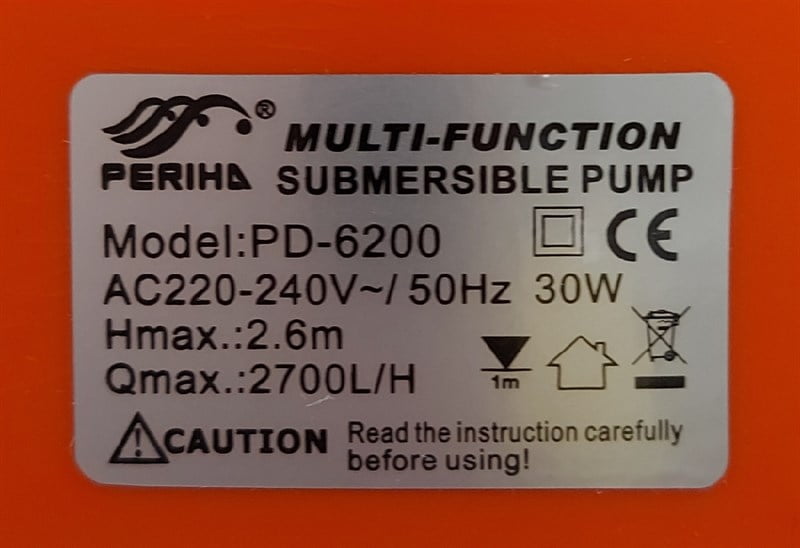 ® MULTI-FUNCTION
PERIHA SUBMERSIBLE PUMP
Model:PD-6200 CE
AC220-240V~/ 50Hz 30W
Hmax.:2.6m
Qmax.:2700L/H 1m
CAUTION Read the instruction carefully
before using!